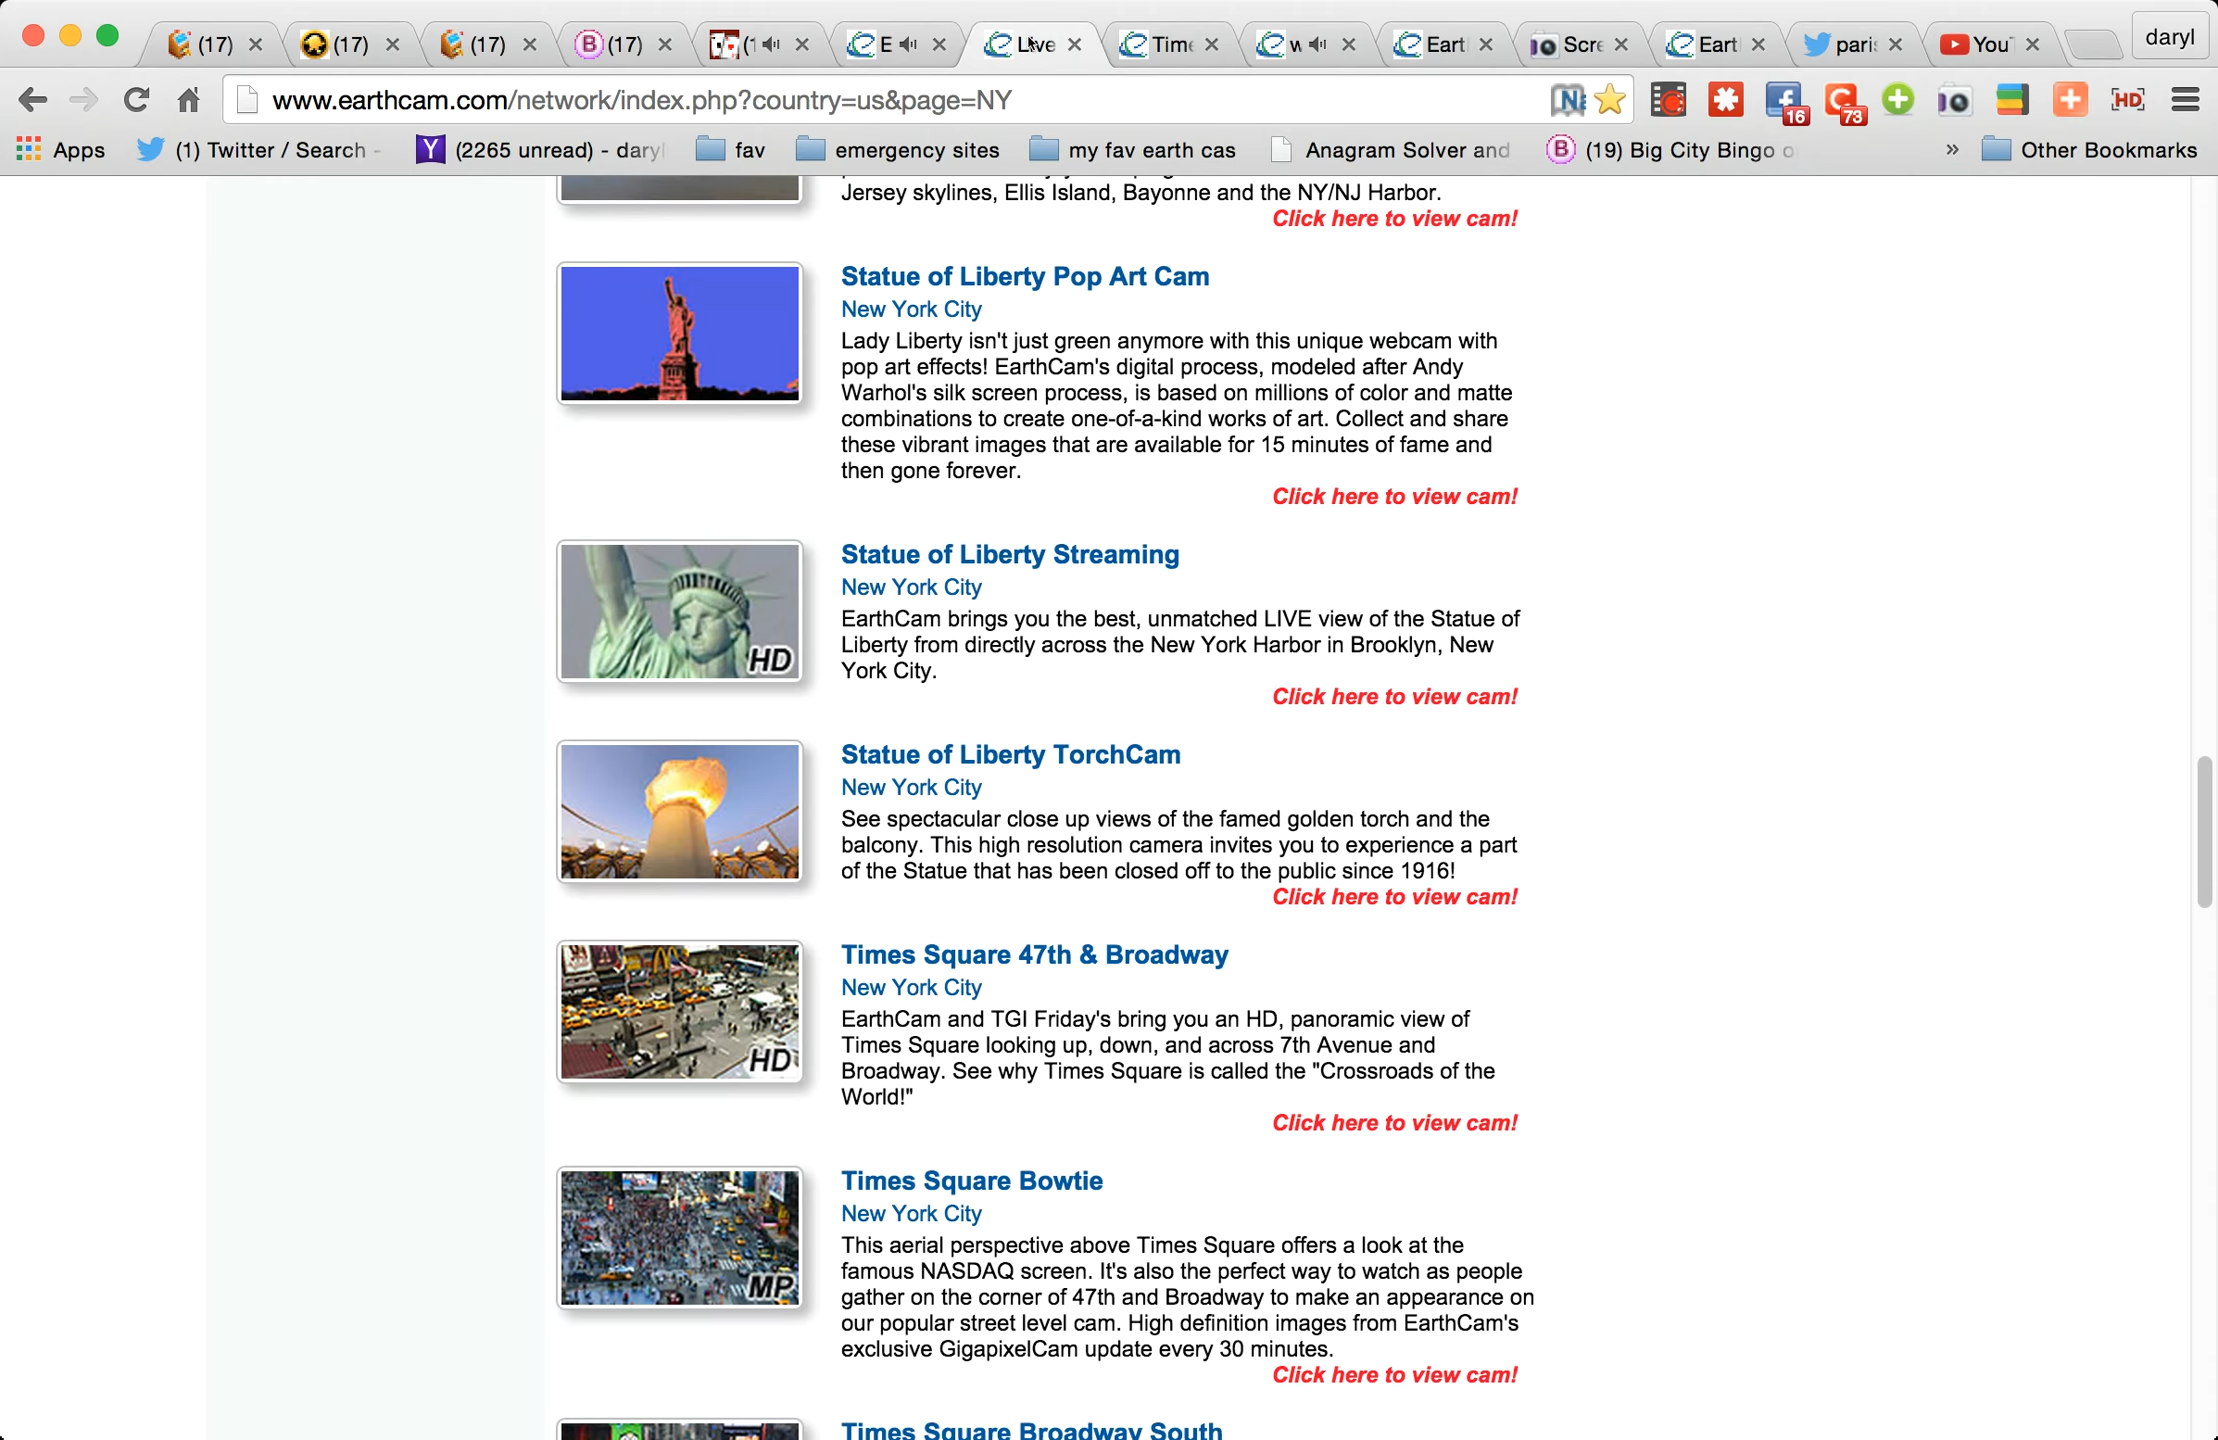 (17)
(17)
(17)
(17)
(1
E
Live
Time
w
Eart
Scre
Eart
paris
You
daryl
www.earthcam.com/network/index.php?country=us&page=NY
16
73
HD
Apps
(1) Twitter / Search -
(2265 unread) - daryl
fav
emergency sites
my fav earth cas
Anagram Solver and
(19) Big City Bingo o
»
Other Bookmarks
Jersey skylines, Ellis Island, Bayonne and the NY/NJ Harbor.
Click here to view cam!
Statue of Liberty Pop Art Cam
New York City
Lady Liberty isn't just green anymore with this unique webcam with
pop art effects! EarthCam's digital process, modeled after Andy
Warhol's silk screen process, is based on millions of color and matte
combinations to create one-of-a-kind works of art. Collect and share
these vibrant images that are available for 15 minutes of fame and
then gone forever.
Click here to view cam!
Statue of Liberty Streaming
New York City
EarthCam brings you the best, unmatched LIVE view of the Statue of
Liberty from directly across the New York Harbor in Brooklyn, New
York City.
HD
Click here to view cam!
Statue of Liberty TorchCam
New York City
See spectacular close up views of the famed golden torch and the
balcony. This high resolution camera invites you to experience a part
of the Statue that has been closed off to the public since 1916!
Click here to view cam!
Times Square 47th & Broadway
New York City
EarthCam and TGI Friday's bring you an HD, panoramic view of
Times Square looking up, down, and across 7th Avenue and
Broadway. See why Times Square is called the "Crossroads of the
World!"
HD
Click here to view cam!
Times Square Bowtie
New York City
This aerial perspective above Times Square offers a look at the
famous NASDAQ screen. It's also the perfect way to watch as people
gather on the corner of 47th and Broadway to make an appearance on
our popular street level cam. High definition images from EarthCam's
exclusive GigapixelCam update every 30 minutes.
MP
Click here to view cam!
Times Square Broadway South